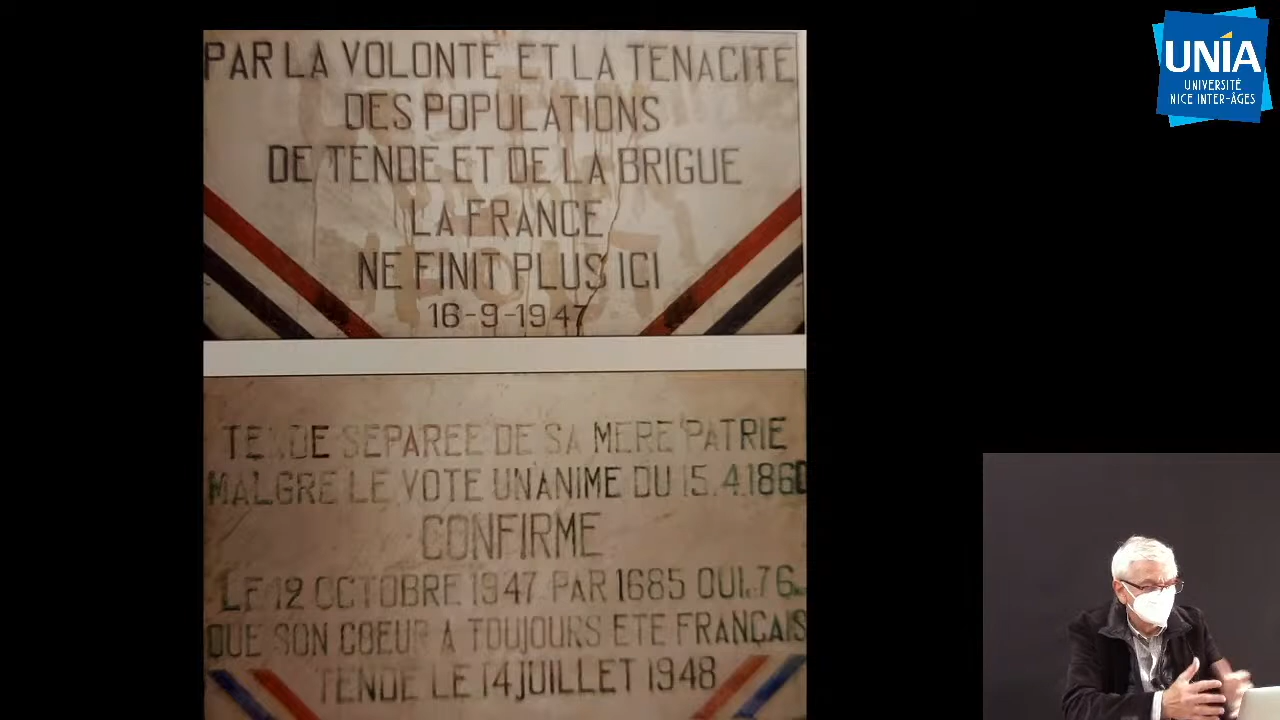 PAR LA VOLONTE ET LA TENACITE
DES POPULATIONS
DE TENDE ET DE LA BRIGUE
LA FRANCE
NE FINIT PLUS ICI
16-9-1947
TENDE SEPAREE DE SA MERE PATRIE
MALGRE LE VOTE UNANIME DU 15.4.1860
CONFIRME
LE 12 OCTOBRE 1947 PAR 1685 OUI.
QUE SON COEUR A TOUJOURS ETE FRANÇAIS
TENDE LE 14 JUILLET 1948
UNIA
UNIVERSITÉ
NICE INTER-ÂGES